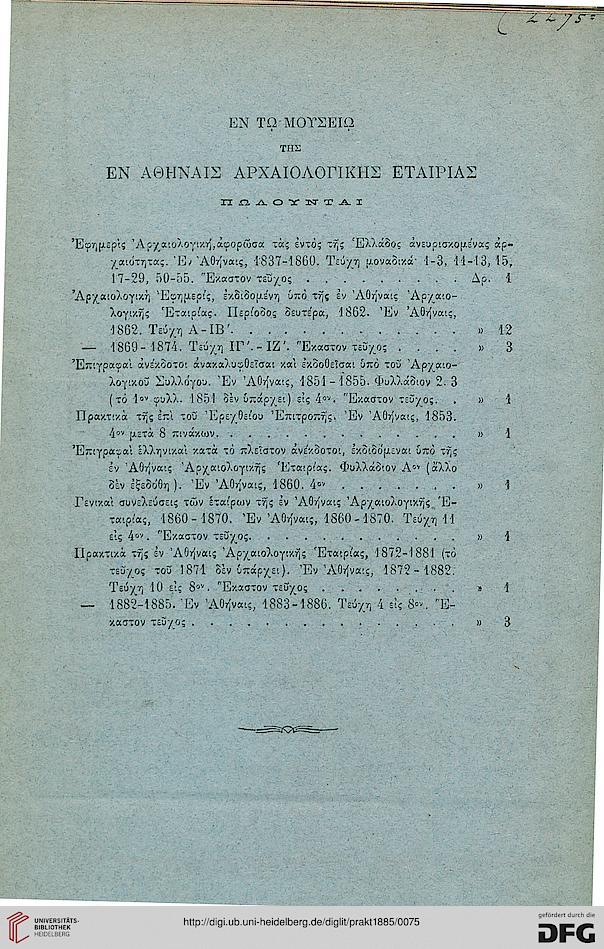 ( 2275=
ΕΝ ΤΩ ΜΟΥΣΕΙΩ
ΤΗΣ
ΕΝ ΑΘΗΝΑΙΣ ΑΡΧΑΙΟΛΟΓΙΚΗΣ ΕΤΑΙΡΙΑΣ
ΠΩΛΟΥΝΤΑΙ
Ἐφημερὶς Ἀρχαιολογική, ἀφορῶσα τὰς ἐντὸς τῆς Ἑλλάδος ἀνευρισκομένας ἀρ-
χαιότητας. Ἐν Ἀθήναις, 1837-1860. Τεύχη μοναδικά· 1-3, 11-13, 15,
17-29, 50-55. Ἕκαστον τεῦχος . . . . . . . . . . Δρ. 1
Ἀρχαιολογικὴ Ἐφημερίς, ἐκδιδομένη ὑπὸ τῆς ἐν Ἀθήναις Ἀρχαιο-
λογικῆς Ἑταιρίας. Περίοδος δευτέρα, 1862. Ἐν Ἀθήναις,
1862. Τεύχη Α-ΙΒ΄. . . . . . . . . . . . . . » 12
— 1869-1874. Τεύχη ΙΓ΄.-ΙΖ΄. Ἕκαστον τεῦχος . . . . » 3
Ἐπιγραφαὶ ἀνέκδοτοι ἀνακαλυφθεῖσαι καὶ ἐκδοθεῖσαι ὑπὸ τοῦ Ἀρχαιο-
λογικοῦ Συλλόγου. Ἐν Ἀθήναις, 1851-1855. Φυλλάδιον 2. 3
(τὸ 1ον φυλλ. 1851 δὲν ὑπάρχει) εἰς 4ον. Ἕκαστον τεῦχος. . » 1
Πρακτικὰ τῆς ἐπὶ τοῦ Ἐρεχθείου Ἐπιτροπῆς. Ἐν Ἀθήναις, 1853.
4ον μετὰ 8 πινάκων. . . . . . . . . . . . . . » 1
Ἐπιγραφαὶ ἑλληνικαὶ κατὰ τὸ πλεῖστον ἀνέκδοτοι, ἐκδιδόμεναι ὑπὸ τῆς
ἐν Ἀθήναις Ἀρχαιολογικῆς Ἑταιρίας. Φυλλάδιον Αον (ἄλλο
δὲν ἐξεδόθη). Ἐν Ἀθήναις, 1860. 4ον . . . . . . . » 1
Γενικαὶ συνελεύσεις τῶν ἑταίρων τῆς ἐν Ἀθήναις Ἀρχαιολογικῆς Ἑ-
ταιρίας, 1860-1870. Ἐν Ἀθήναις, 1860-1870. Τεύχη 11
εἰς 4ον. Ἕκαστον τεῦχος. . . . . . . . . . . . » 1
Πρακτικὰ τῆς ἐν Ἀθήναις Ἀρχαιολογικῆς Ἑταιρίας, 1872-1881 (τὸ
τεῦχος τοῦ 1871 δὲν ὑπάρχει). Ἐν Ἀθήναις, 1872-1882.
Τεύχη 10 εἰς 8ον. Ἕκαστον τεῦχος . . . . . . . . » 1
— 1882-1885. Ἐν Ἀθήναις, 1883-1886. Τεύχη 4 εἰς 8ον. Ἕ-
καστον τεῦχος . . . . . . . . . . . . . . . » 3
UNIVERSITÄTS-
BIBLIOTHEK
HEIDELBERG
http://digi.ub.uni-heidelberg.de/diglit/prakt1885/0075
gefördert durch die
DFG